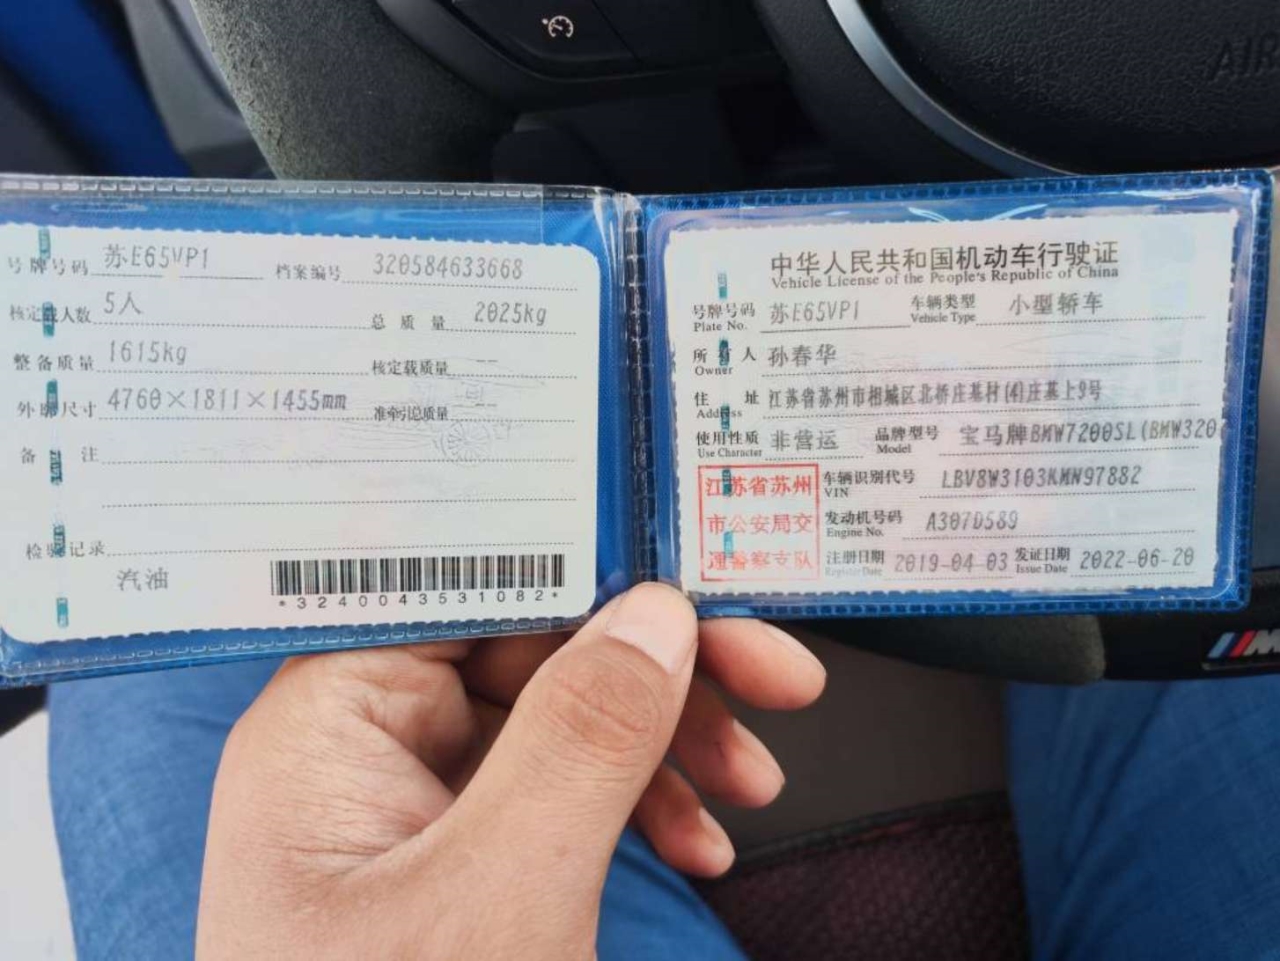 号牌号码 苏E65VP1 档案编号 320584633668
核定载人数 5人 总质量 2025kg
整备质量 1615kg 核定载质量 --
外廓尺寸 4760×1811×1455mm 准牵引总质量 --
备注
检验记录
汽油
*3240043531082*
中华人民共和国机动车行驶证
Vehicle License of the People's Republic of China
号牌号码 苏E65VP1 车辆类型 小型轿车
Plate No. Vehicle Type
所有人 孙春华
Owner
住址 江苏省苏州市相城区北桥庄基村(4)庄基上9号
Address
使用性质 非营运 品牌型号 宝马牌BMW7200SL(BMW320
Use Character Model
江苏省苏州
市公安局交
通警察支队
车辆识别代号 LBV8W3103KMN97882
VIN
发动机号码 A307D589
Engine No.
注册日期 2019-04-03 发证日期 2022-06-20
Register Date Issue Date
AIR